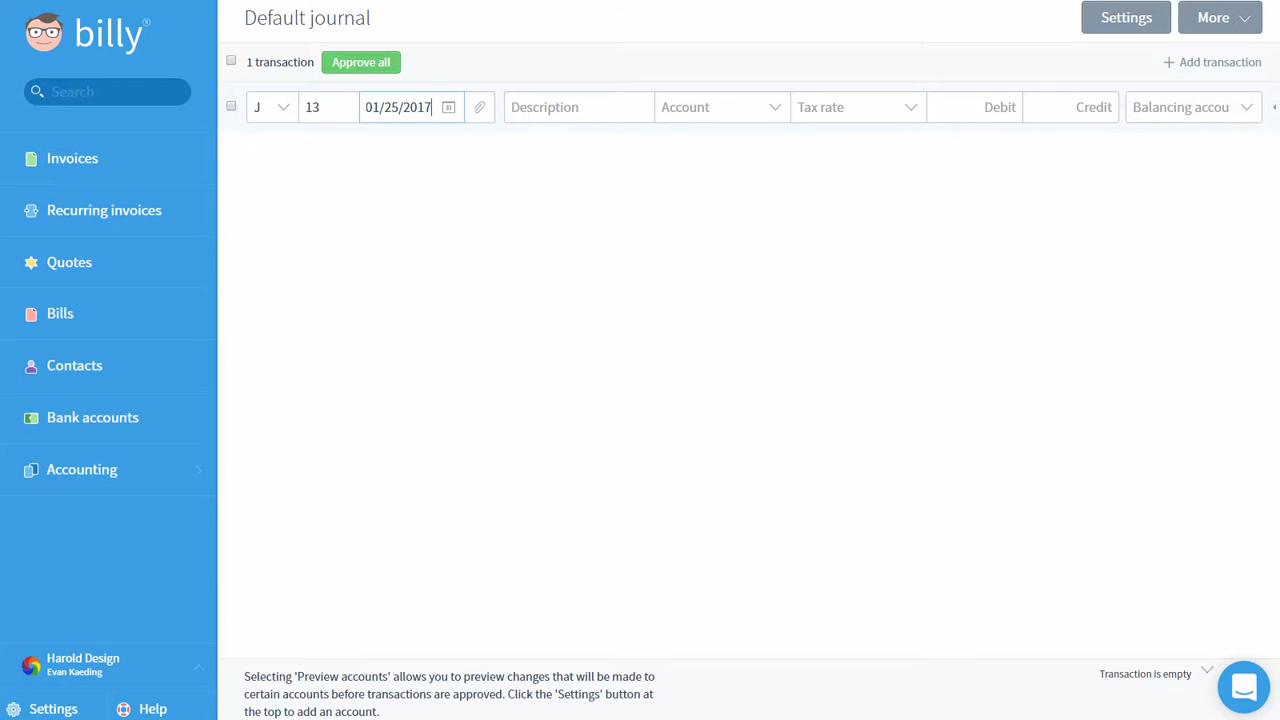 billy
Search
Invoices
Recurring invoices
Quotes
Bills
Contacts
Bank accounts
Accounting
Harold Design
Evan Kaeding
Settings
Help
Default journal
Settings
More
1 transaction
Approve all
Add transaction
J
13
01/25/2017
31
Description
Account
Tax rate
Debit
Credit
Balancing accou
Selecting 'Preview accounts' allows you to preview changes that will be made to
certain accounts before transactions are approved. Click the 'Settings' button at
the top to add an account.
Transaction is empty